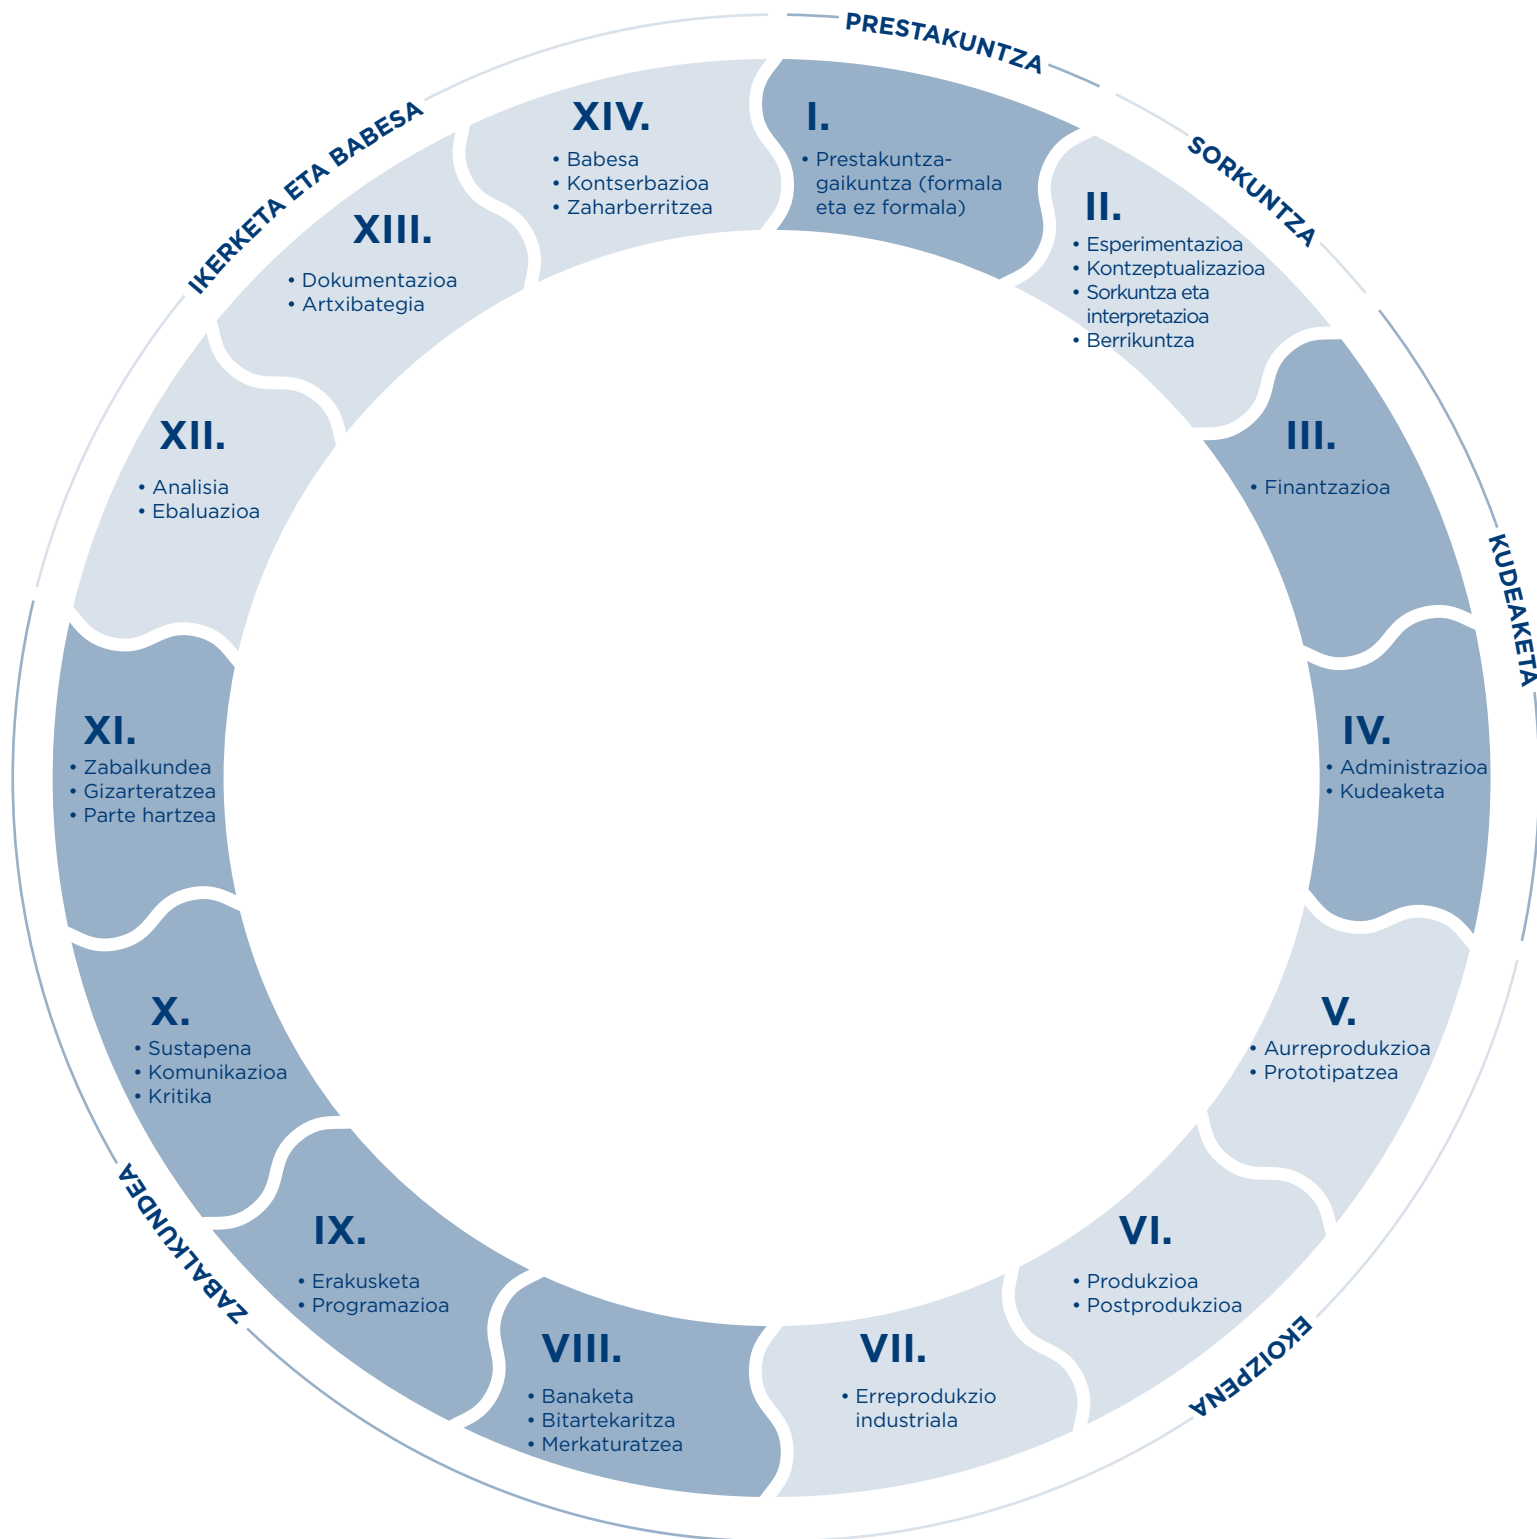 PRESTAKUNTZA
I.
• Prestakuntza-
gaikuntza (formala
eta ez formala)
SORKUNTZA
II.
• Esperimentazioa
• Kontzeptualizazioa
• Sorkuntza eta
interpretazioa
• Berrikuntza
KUDEAKETA
III.
• Finantzazioa
IV.
• Administrazioa
• Kudeaketa
EKOIZPENA
V.
• Aurreprodukzioa
• Prototipatzea
VI.
• Produkzioa
• Postprodukzioa
VII.
• Erreprodukzio
industriala
ZABALKUNDEA
VIII.
• Banaketa
• Bitartekaritza
• Merkaturatzea
IX.
• Erakusketa
• Programazioa
X.
• Sustapena
• Komunikazioa
• Kritika
XI.
• Zabalkundea
• Gizarteratzea
• Parte hartzea
IKERKETA ETA BABESA
XII.
• Analisia
• Ebaluazioa
XIII.
• Dokumentazioa
• Artxibategia
XIV.
• Babesa
• Kontserbazioa
• Zaharberritzea